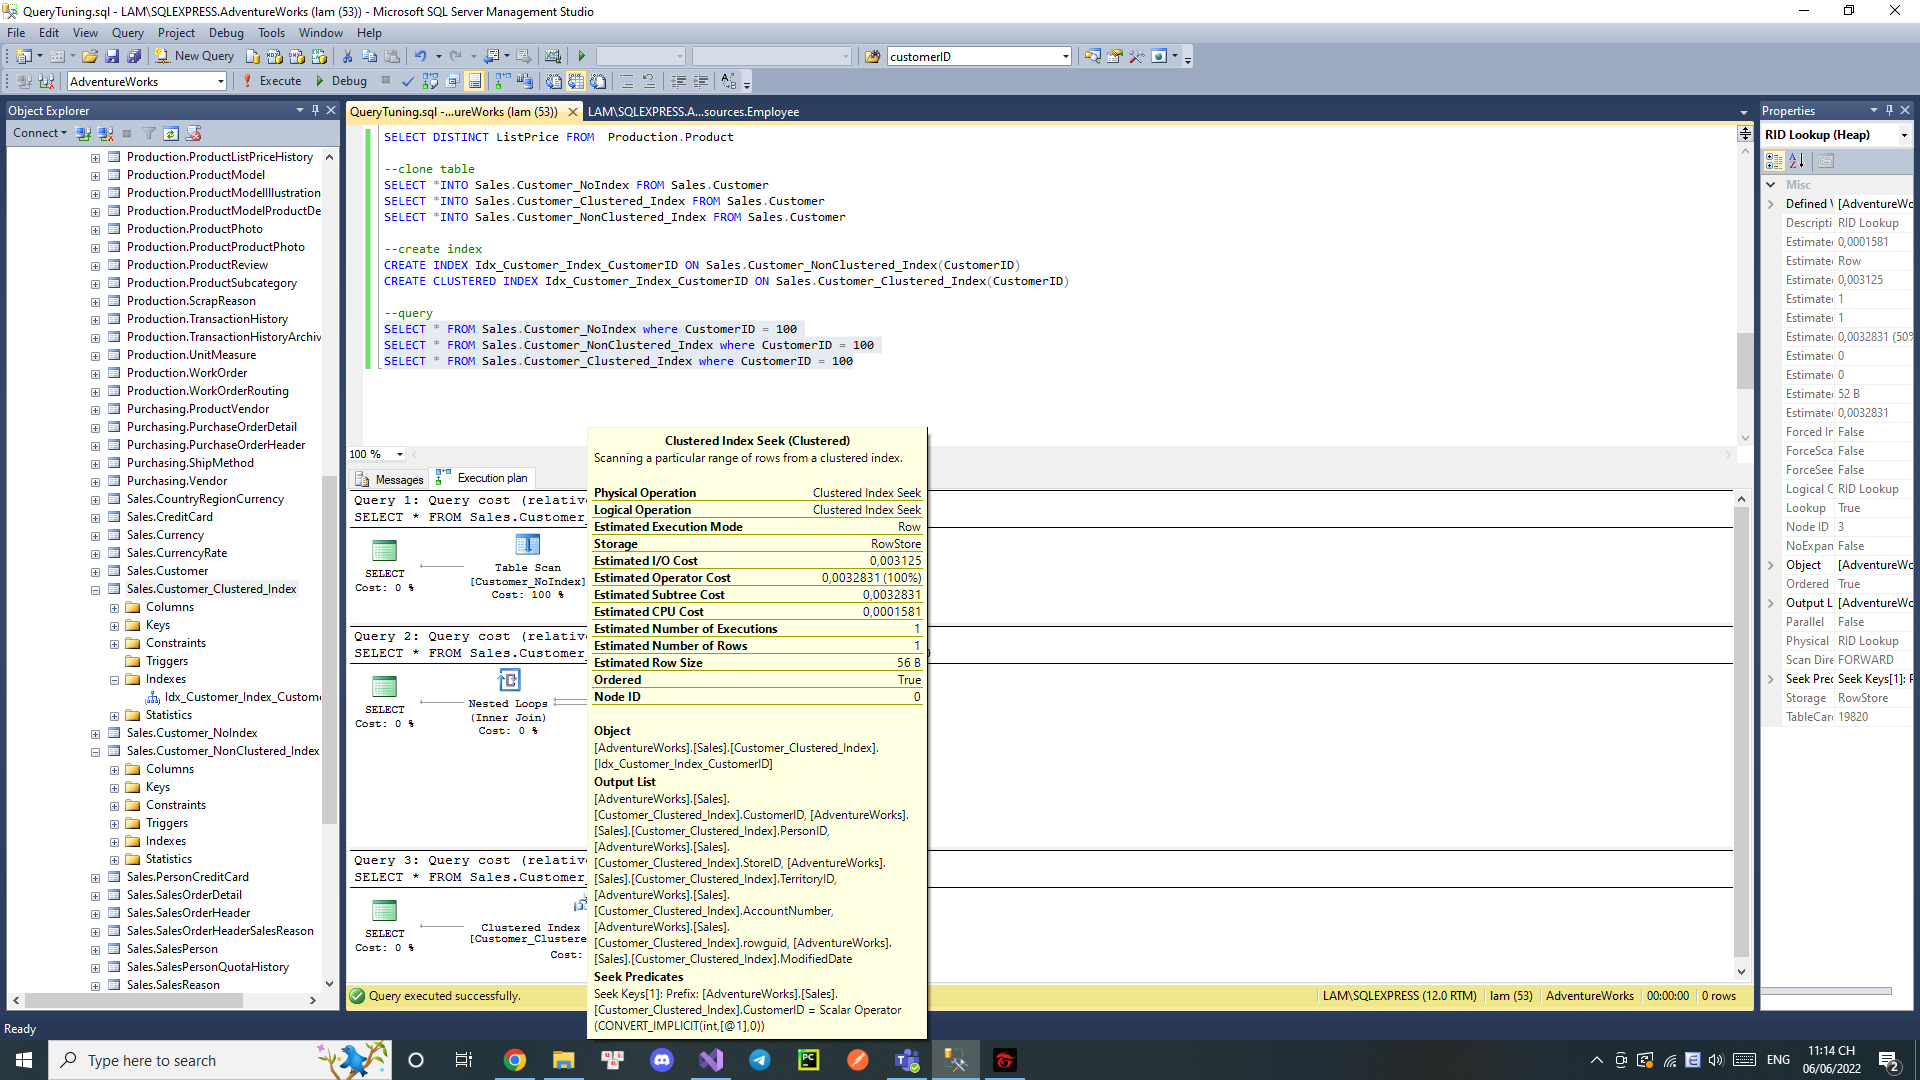 QueryTuning.sql - LAM\SQLEXPRESS.AdventureWorks (lam (53)) - Microsoft SQL Server Management Studio
File Edit View Query Project Debug Tools Window Help
New Query
customerID
AdventureWorks
Execute Debug
Object Explorer
Connect
Production.ProductListPriceHistory
Production.ProductModel
Production.ProductModelIllustration
Production.ProductModelProductDe
Production.ProductPhoto
Production.ProductProductPhoto
Production.ProductReview
Production.ProductSubcategory
Production.ScrapReason
Production.TransactionHistory
Production.TransactionHistoryArchiv
Production.UnitMeasure
Production.WorkOrder
Production.WorkOrderRouting
Purchasing.ProductVendor
Purchasing.PurchaseOrderDetail
Purchasing.PurchaseOrderHeader
Purchasing.ShipMethod
Purchasing.Vendor
Sales.CountryRegionCurrency
Sales.CreditCard
Sales.Currency
Sales.CurrencyRate
Sales.Customer
Sales.Customer_Clustered_Index
Columns
Keys
Constraints
Triggers
Indexes
Idx_Customer_Index_Custome
Statistics
Sales.Customer_NoIndex
Sales.Customer_NonClustered_Index
Columns
Keys
Constraints
Triggers
Indexes
Statistics
Sales.PersonCreditCard
Sales.SalesOrderDetail
Sales.SalesOrderHeader
Sales.SalesOrderHeaderSalesReason
Sales.SalesPerson
Sales.SalesPersonQuotaHistory
Sales.SalesReason
QueryTuning.sql -...ureWorks (lam (53))
LAM\SQLEXPRESS.A...sources.Employee
SELECT DISTINCT ListPrice FROM Production.Product
--clone table
SELECT *INTO Sales.Customer_NoIndex FROM Sales.Customer
SELECT *INTO Sales.Customer_Clustered_Index FROM Sales.Customer
SELECT *INTO Sales.Customer_NonClustered_Index FROM Sales.Customer
--create index
CREATE INDEX Idx_Customer_Index_CustomerID ON Sales.Customer_NonClustered_Index(CustomerID)
CREATE CLUSTERED INDEX Idx_Customer_Index_CustomerID ON Sales.Customer_Clustered_Index(CustomerID)
--query
SELECT * FROM Sales.Customer_NoIndex where CustomerID = 100
SELECT * FROM Sales.Customer_NonClustered_Index where CustomerID = 100
SELECT * FROM Sales.Customer_Clustered_Index where CustomerID = 100
100 %
Messages Execution plan
Query 1: Query cost (relativ
SELECT * FROM Sales.Customer_
SELECT
Cost: 0 %
Table Scan
[Customer_NoIndex]
Cost: 100 %
Query 2: Query cost (relativ
SELECT * FROM Sales.Customer_
SELECT
Cost: 0 %
Nested Loops
(Inner Join)
Cost: 0 %
Query 3: Query cost (relativ
SELECT * FROM Sales.Customer_
SELECT
Cost: 0 %
Clustered Index
[Customer_Clustere
Cost:
Clustered Index Seek (Clustered)
Scanning a particular range of rows from a clustered index.
Physical Operation Clustered Index Seek
Logical Operation Clustered Index Seek
Estimated Execution Mode Row
Storage RowStore
Estimated I/O Cost 0,003125
Estimated Operator Cost 0,0032831 (100%)
Estimated Subtree Cost 0,0032831
Estimated CPU Cost 0,0001581
Estimated Number of Executions 1
Estimated Number of Rows 1
Estimated Row Size 56 B
Ordered True
Node ID 0
Object
[AdventureWorks].[Sales].[Customer_Clustered_Index].
[Idx_Customer_Index_CustomerID]
Output List
[AdventureWorks].[Sales].
[Customer_Clustered_Index].CustomerID, [AdventureWorks].
[Sales].[Customer_Clustered_Index].PersonID,
[AdventureWorks].[Sales].
[Customer_Clustered_Index].StoreID, [AdventureWorks].
[Sales].[Customer_Clustered_Index].TerritoryID,
[AdventureWorks].[Sales].
[Customer_Clustered_Index].AccountNumber,
[AdventureWorks].[Sales].
[Customer_Clustered_Index].rowguid, [AdventureWorks].
[Sales].[Customer_Clustered_Index].ModifiedDate
Seek Predicates
Seek Keys[1]: Prefix: [AdventureWorks].[Sales].
[Customer_Clustered_Index].CustomerID = Scalar Operator
(CONVERT_IMPLICIT(int,[@1],0))
Query executed successfully.
LAM\SQLEXPRESS (12.0 RTM) lam (53) AdventureWorks 00:00:00 0 rows
Properties
RID Lookup (Heap)
Misc
Defined [AdventureWo
Descripti RID Lookup
Estimate 0,0001581
Estimate Row
Estimate 0,003125
Estimate 1
Estimate 1
Estimate 0,0032831 (50%
Estimate 0
Estimate 0
Estimate 52 B
Estimate 0,0032831
Forced In False
ForceSca False
ForceSee False
Logical O RID Lookup
Lookup True
Node ID 3
NoExpan False
Object [AdventureWo
Ordered True
Output L [AdventureWo
Parallel False
Physical RID Lookup
Scan Dire FORWARD
Seek Prec Seek Keys[1]: P
Storage RowStore
TableCar 19820
Ready
Type here to search
ENG
11:14 CH
06/06/2022
2